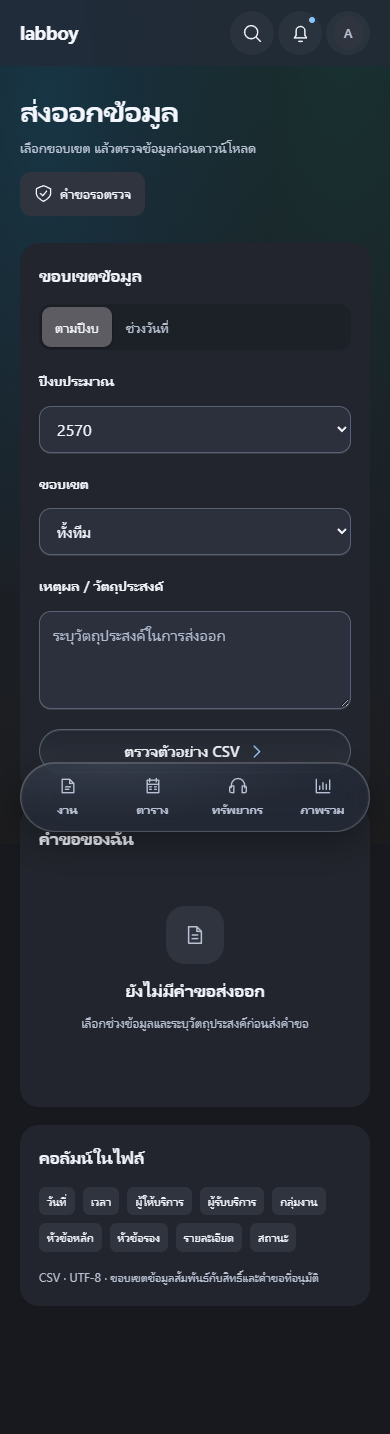 labboy
A
ส่งออกข้อมูล
เลือกขอบเขต แล้วตรวจข้อมูลก่อนดาวน์โหลด
คำขอรอตรวจ
ขอบเขตข้อมูล
ตามปีงบ ช่วงวันที่
ปีงบประมาณ
2570
ขอบเขต
ทั้งทีม
เหตุผล / วัตถุประสงค์
ระบุวัตถุประสงค์ในการส่งออก
ตรวจตัวอย่าง CSV
งาน ตาราง ทรัพยากร ภาพรวม
คำขอของฉัน
ยังไม่มีคำขอส่งออก
เลือกช่วงข้อมูลและระบุวัตถุประสงค์ก่อนส่งคำขอ
คอลัมน์ในไฟล์
วันที่ เวลา ผู้ให้บริการ ผู้รับบริการ กลุ่มงาน
หัวข้อหลัก หัวข้อรอง รายละเอียด สถานะ
CSV · UTF-8 · ขอบเขตข้อมูลสัมพันธ์กับสิทธิ์และคำขอที่อนุมัติ